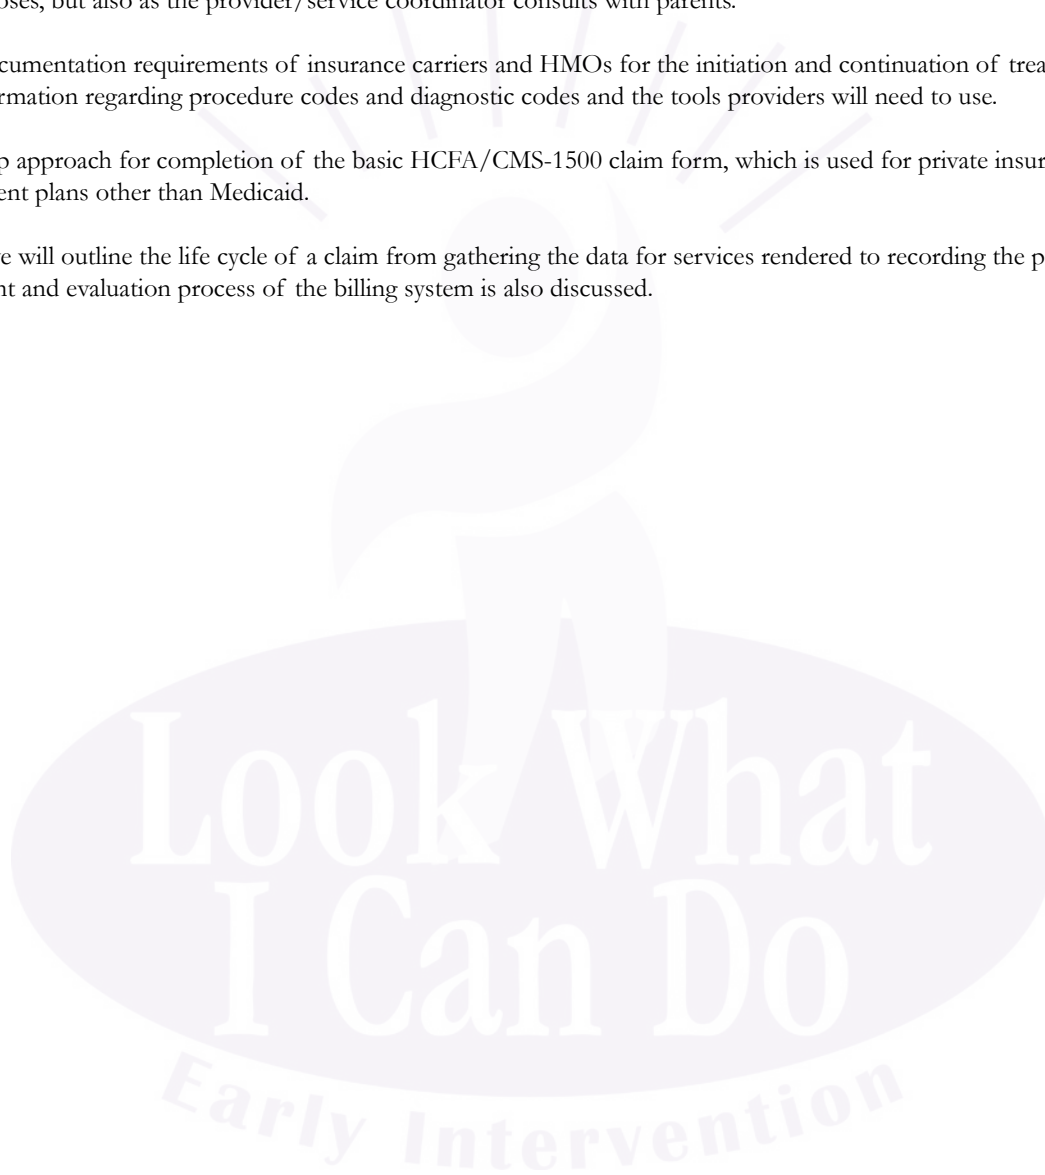 oses, but also as the provider/service coordinator consults with parents.
cumentation requirements of insurance carriers and HMOs for the initiation and continuation of trea
rmation regarding procedure codes and diagnostic codes and the tools providers will need to use.
p approach for completion of the basic HCFA/CMS-1500 claim form, which is used for private insur
ent plans other than Medicaid.
e will outline the life cycle of a claim from gathering the data for services rendered to recording the p
nt and evaluation process of the billing system is also discussed.
Look What
I Can Do
Early Intervention